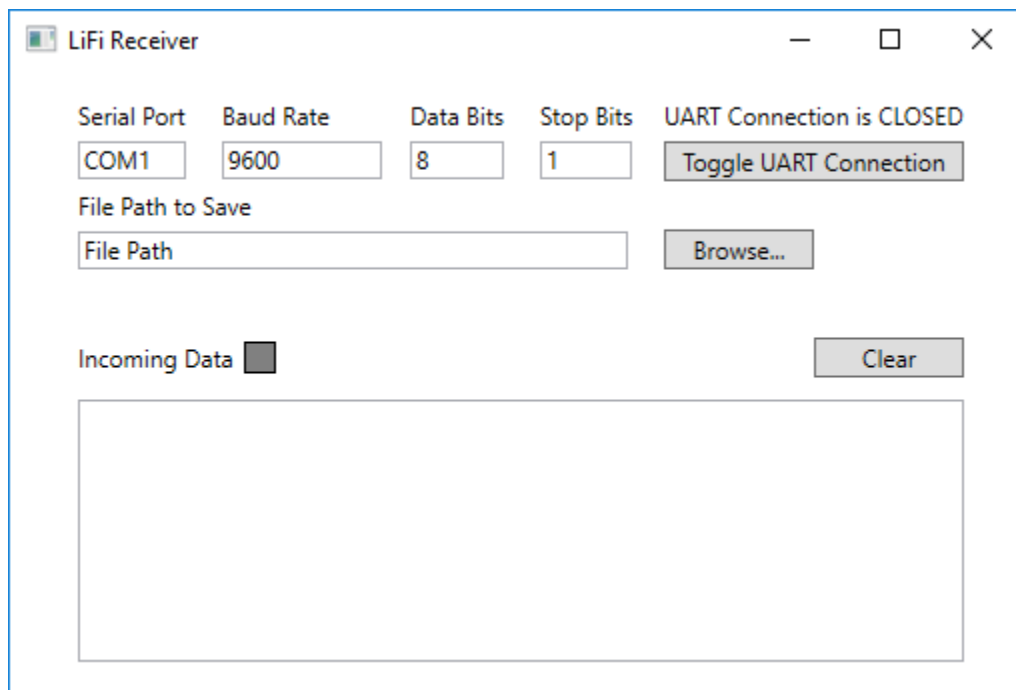 LiFi Receiver
Serial Port Baud Rate Data Bits Stop Bits UART Connection is CLOSED
COM1 9600 8 1 Toggle UART Connection
File Path to Save
File Path Browse...
Incoming Data Clear